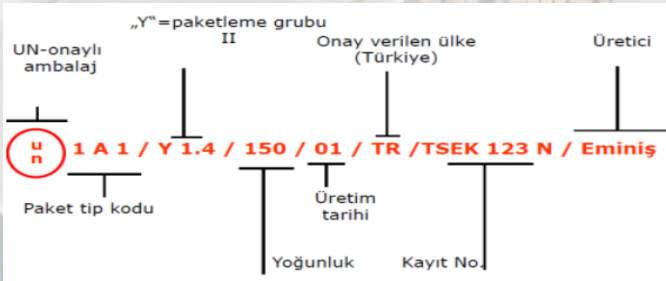 „Y“=paketleme grubu
II
UN-onaylı
ambalaj
Onay verilen ülke
(Türkiye)
Üretici
u
n
1 A 1 / Y 1.4 / 150 / 01 / TR /TSEK 123 N / Eminiş
Paket tip kodu
Üretim
tarihi
Yoğunluk
Kayıt No.